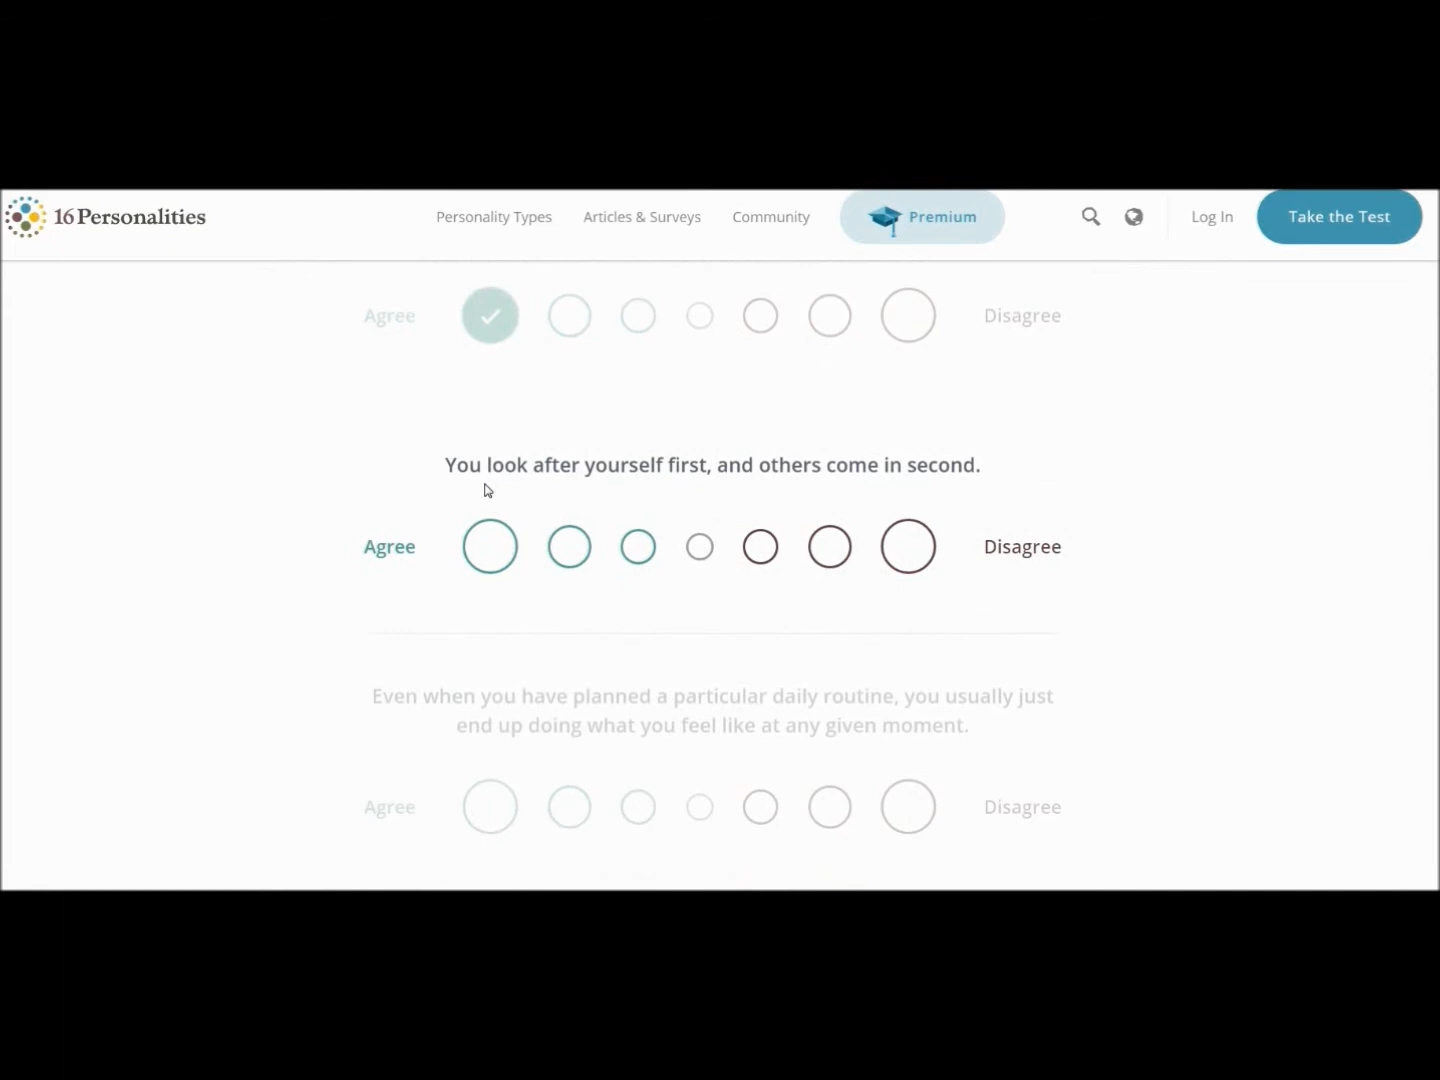 16Personalities
Personality Types
Articles & Surveys
Community
Premium
Log In
Take the Test
Agree
Disagree
You look after yourself first, and others come in second.
Agree
Disagree
Even when you have planned a particular daily routine, you usually just
end up doing what you feel like at any given moment.
Agree
Disagree